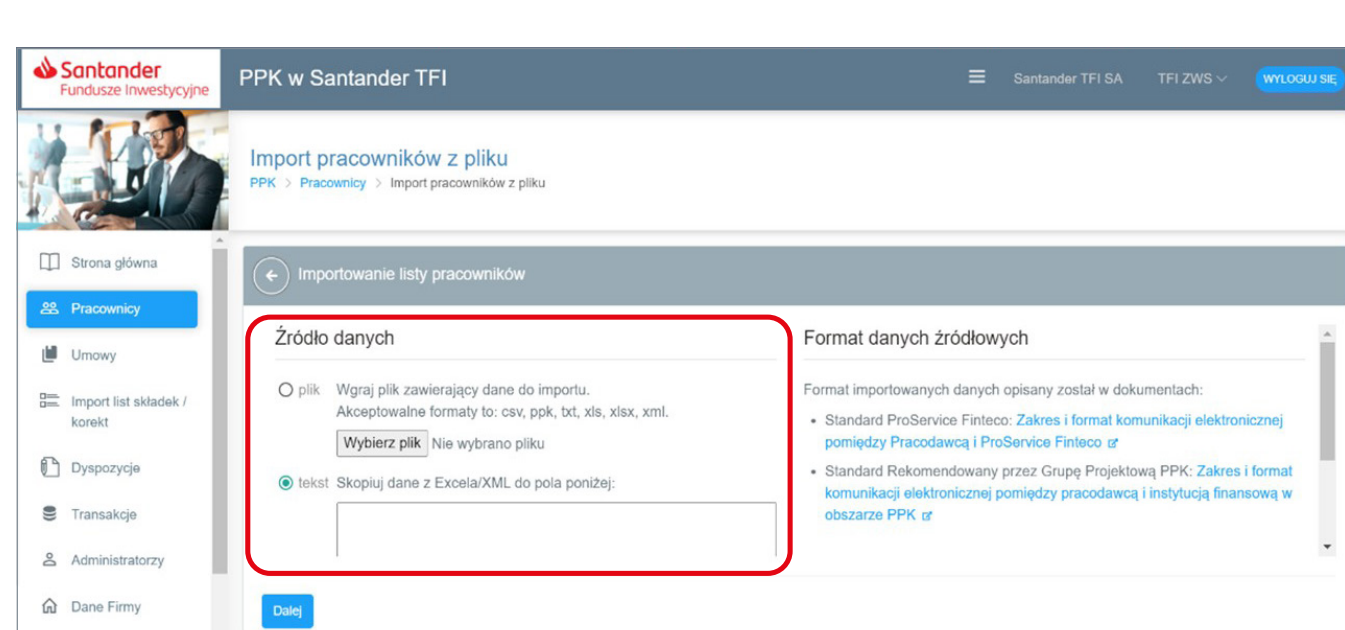 Santander
Fundusze Inwestycyjne
PPK w Santander TFI
Santander TFI SA
TFI ZWS
WYLOGUJ SIĘ
Import pracowników z pliku
PPK > Pracownicy > Import pracowników z pliku
Strona główna
Pracownicy
Umowy
Import list składek /
korekt
Dyspozycje
Transakcje
Administratorzy
Dane Firmy
Importowanie listy pracowników
Źródło danych
plik Wgraj plik zawierający dane do importu.
Akceptowalne formaty to: csv, ppk, txt, xls, xlsx, xml.
Wybierz plik Nie wybrano pliku
tekst Skopiuj dane z Excela/XML do pola poniżej:
Format danych źródłowych
Format importowanych danych opisany został w dokumentach:
• Standard ProService Finteco: Zakres i format komunikacji elektronicznej
pomiędzy Pracodawcą i ProService Finteco
• Standard Rekomendowany przez Grupę Projektową PPK: Zakres i format
komunikacji elektronicznej pomiędzy pracodawcą i instytucją finansową w
obszarze PPK
Dalej